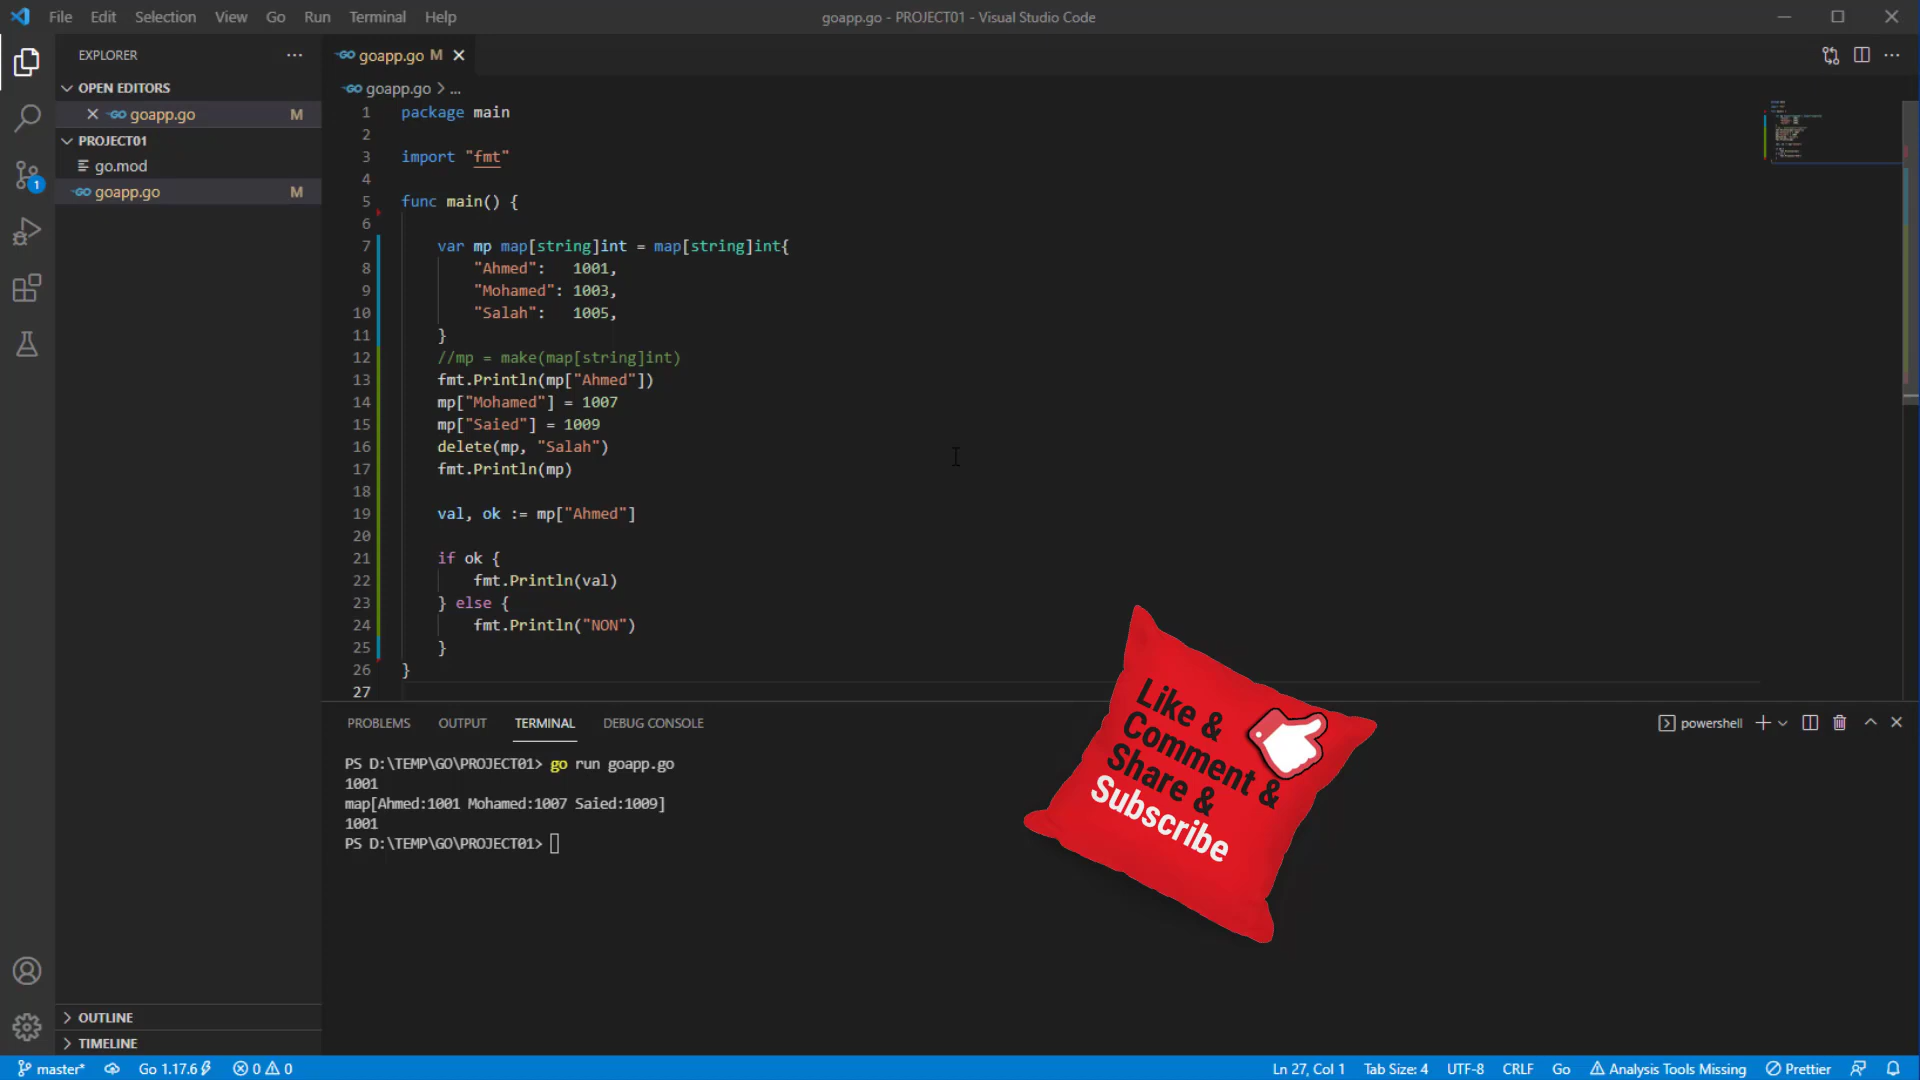 File Edit Selection View Go Run Terminal Help
goapp.go - PROJECT01 - Visual Studio Code
EXPLORER
OPEN EDITORS
goapp.go M
PROJECT01
go.mod
goapp.go M
OUTLINE
TIMELINE
goapp.go M
goapp.go > ...
1 package main
2
3 import "fmt"
4
5 func main() {
6
7 var mp map[string]int = map[string]int{
8 "Ahmed": 1001,
9 "Mohamed": 1003,
10 "Salah": 1005,
11 }
12 //mp = make(map[string]int)
13 fmt.Println(mp["Ahmed"])
14 mp["Mohamed"] = 1007
15 mp["Saied"] = 1009
16 delete(mp, "Salah")
17 fmt.Println(mp)
18
19 val, ok := mp["Ahmed"]
20
21 if ok {
22 fmt.Println(val)
23 } else {
24 fmt.Println("NON")
25 }
26 }
27
PROBLEMS OUTPUT TERMINAL DEBUG CONSOLE
powershell
PS D:\TEMP\GO\PROJECT01> go run goapp.go
1001
map[Ahmed:1001 Mohamed:1007 Saied:1009]
1001
PS D:\TEMP\GO\PROJECT01>
Like &
Comment &
Share &
Subscribe
1
master* Go 1.17.6 0 0
Ln 27, Col 1 Tab Size: 4 UTF-8 CRLF Go Analysis Tools Missing Prettier